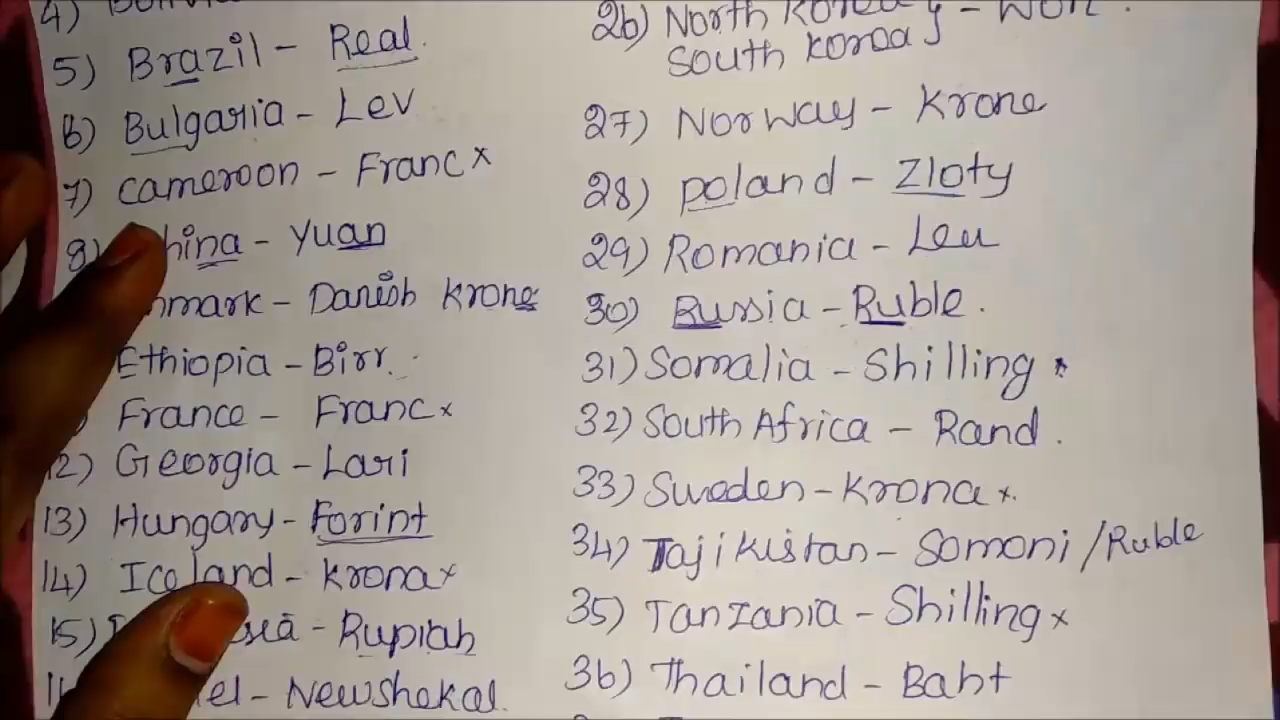 4)
5) Brazil - Real.
6) Bulgaria - Lev
7) Cameroon - Franc x
8) hina - Yuan
nmark - Danish Krone
Ethiopia - Birr.
France - Franc x
12) Georgia - Lari
13) Hungary - Forint
14) Iceland - Krona x
15) - Rupiah
el - Newshekal.
26) North Korea } - Won.
South Korea
27) Norway - Krone
28) Poland - Zloty
29) Romania - Leu
30) Russia - Ruble.
31) Somalia - Shilling x
32) South Africa - Rand.
33) Sweden - Krona x.
34) Tajikistan - Somoni / Ruble
35) Tanzania - Shilling x
36) Thailand - Baht